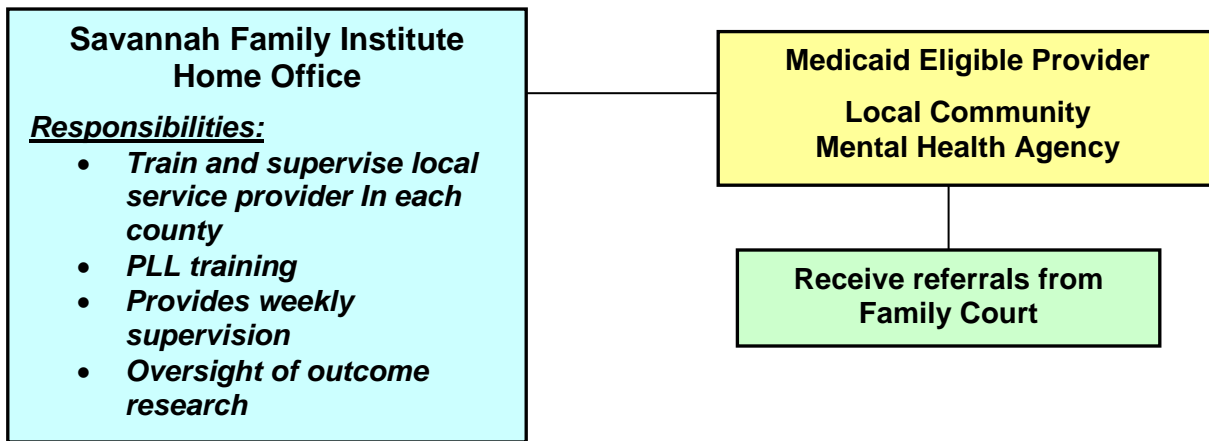 Savannah Family Institute
Home Office
Responsibilities:
• Train and supervise local
service provider In each
county
• PLL training
• Provides weekly
supervision
• Oversight of outcome
research
Medicaid Eligible Provider
Local Community
Mental Health Agency
Receive referrals from
Family Court